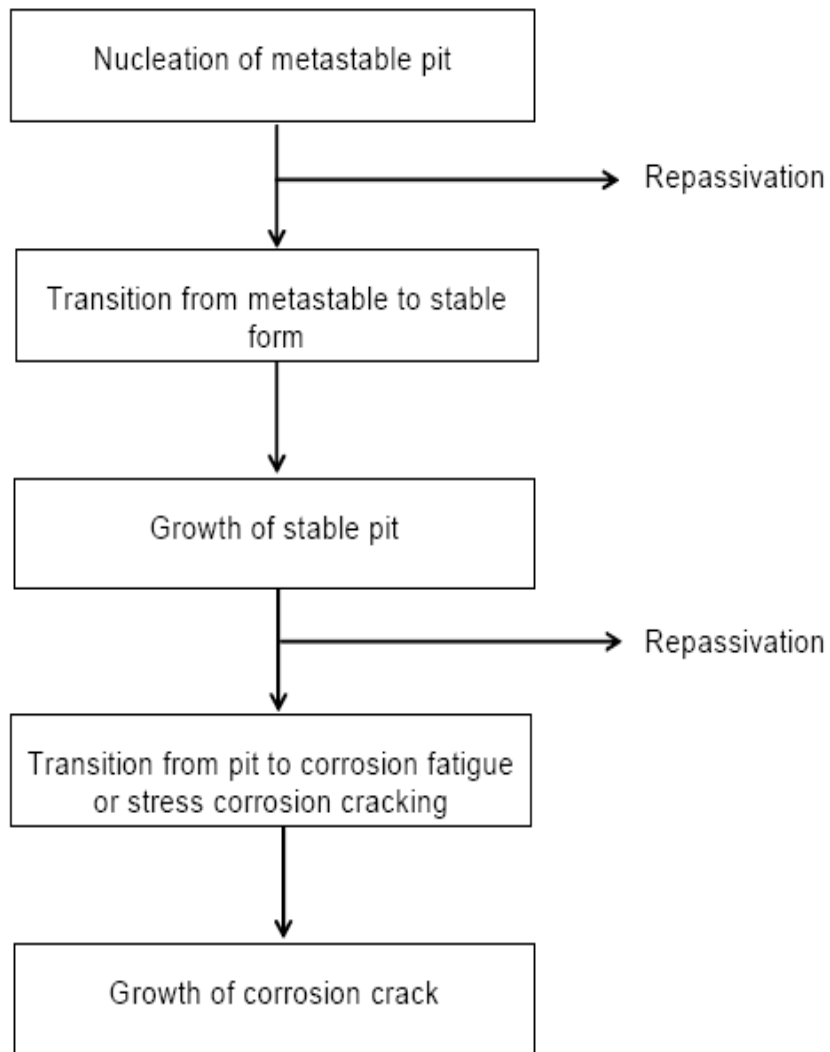 Nucleation of metastable pit
Repassivation
Transition from metastable to stable
form
Growth of stable pit
Repassivation
Transition from pit to corrosion fatigue
or stress corrosion cracking
Growth of corrosion crack